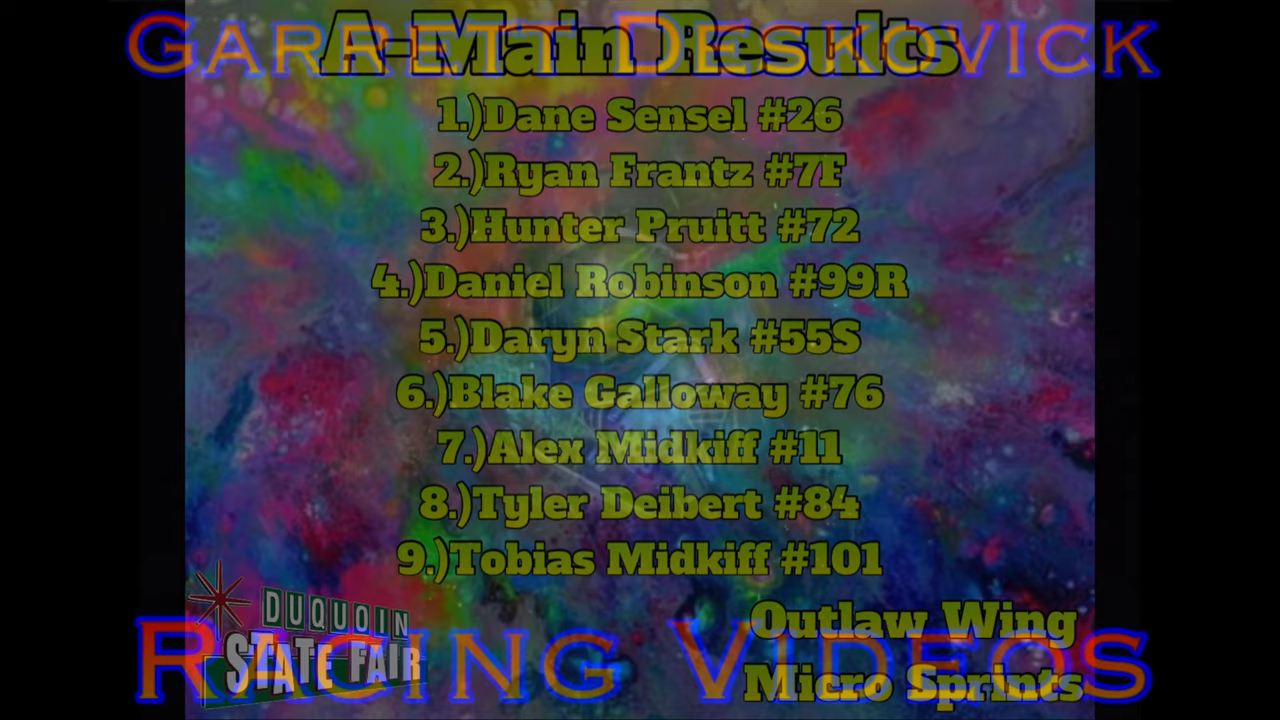 Garrett Deskovick
A-Main Results
1.)Dane Sensel #26
2.)Ryan Frantz #7F
3.)Hunter Pruitt #72
4.)Daniel Robinson #99R
5.)Daryn Stark #55S
6.)Blake Galloway #76
7.)Alex Midkiff #11
8.)Tyler Deibert #84
9.)Tobias Midkiff #101
DUQUOIN
STATE FAIR
Racing Videos
Outlaw Wing
Micro Sprints